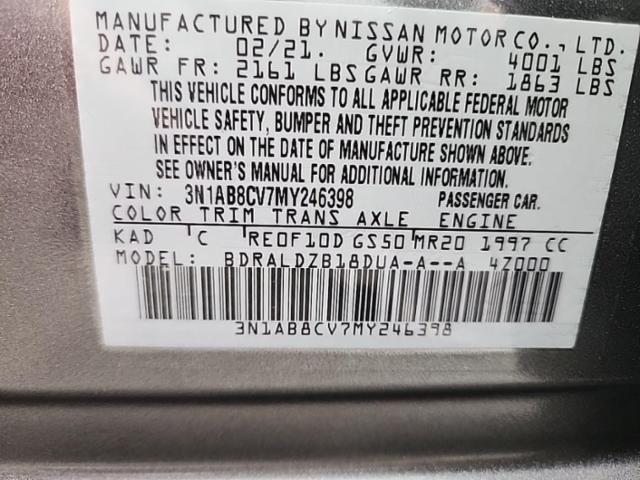 MANUFACTURED BY NISSAN MOTOR CO., LTD.
DATE: 02/21. GVWR: 4001 LBS
GAWR FR: 2161 LBS GAWR RR: 1863 LBS
THIS VEHICLE CONFORMS TO ALL APPLICABLE FEDERAL MOTOR
VEHICLE SAFETY, BUMPER AND THEFT PREVENTION STANDARDS
IN EFFECT ON THE DATE OF MANUFACTURE SHOWN ABOVE.
SEE OWNER'S MANUAL FOR ADDITIONAL INFORMATION.
VIN: 3N1AB8CV7MY246398 PASSENGER CAR.
COLOR TRIM TRANS AXLE ENGINE
KAD C RE0F10D GS50 MR20 1997 CC
MODEL: BDRALDZB18DUA-A--A 4Z000
3N1AB8CV7MY246398